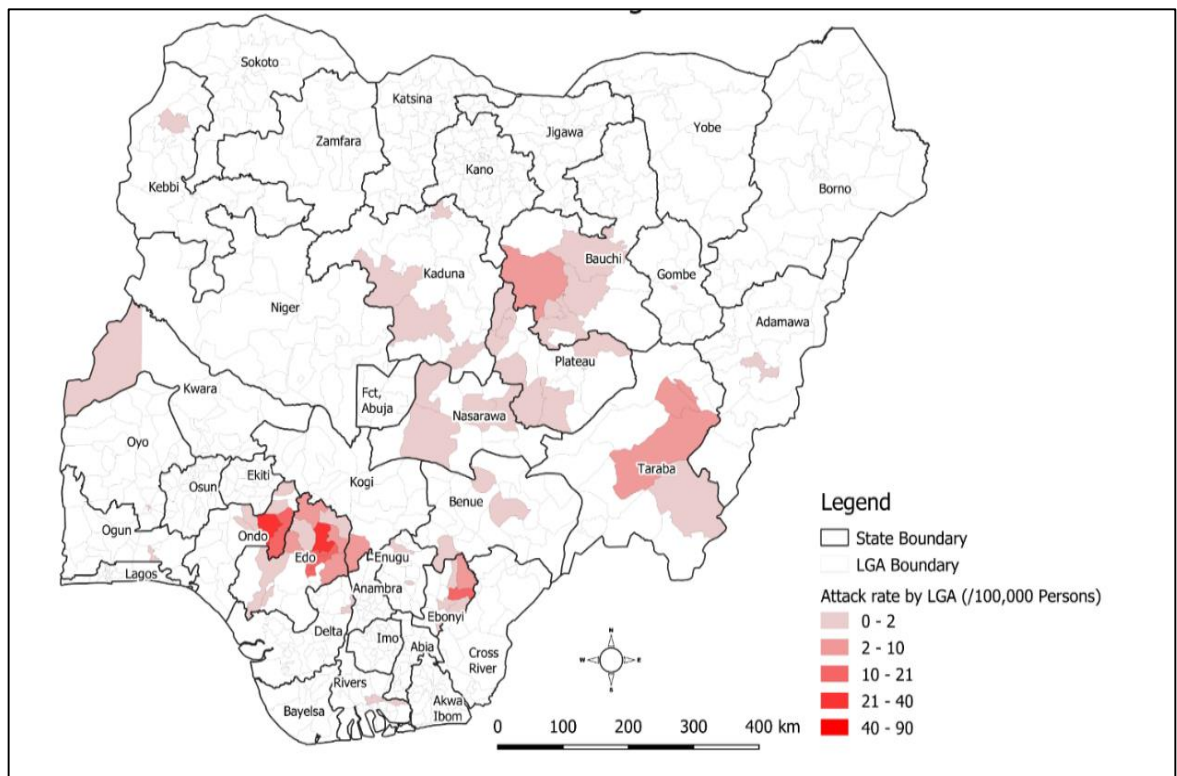 Sokoto
Katsina
Yobe
Jigawa
Zamfara
Kano
Borno
Kebbi
Bauchi
Kaduna
Gombe
Niger
Adamawa
Plateau
Kwara
Fct,
Abuja
Nasarawa
Oyo
Taraba
Ekiti
Osun
Kogi
Benue
Ogun
Ondo
Edo
Enugu
Lagos
Anambra
Ebonyi
Delta
Imo
Abia
Cross
River
Rivers
Bayelsa
Akwa
Ibom
N
W
E
S
0 100 200 300 400 km
Legend
State Boundary
LGA Boundary
Attack rate by LGA (/100,000 Persons)
0 - 2
2 - 10
10 - 21
21 - 40
40 - 90